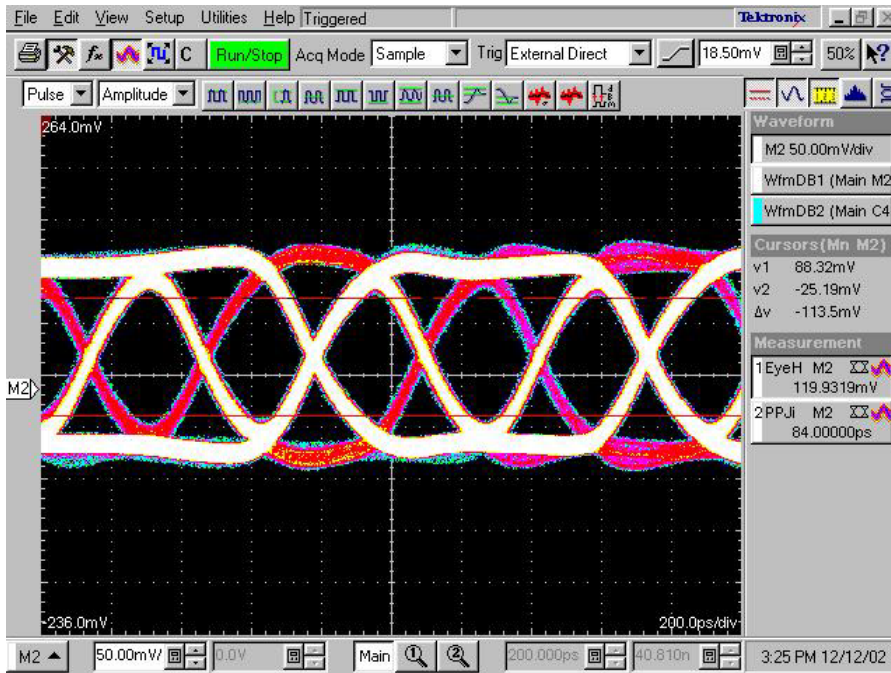 File Edit View Setup Utilities Help Triggered Tektronix
fx C Run/Stop Acq Mode Sample Trig External Direct 18.50mV 50% ?
Pulse Amplitude
264.0mV
Waveform
M2 50.00mV/div
WfmDB1 (Main M2
WfmDB2 (Main C4
Cursors(Mn M2)
v1 88.32mV
v2 -25.19mV
Δv -113.5mV
Measurement
1 EyeH M2
119.9319mV
2 PPJi M2
84.00000ps
M2
-236.0mV 200.0ps/div
M2 50.00mV/ 0.0V Main 1 2 200.000ps 40.810n 3:25 PM 12/12/02